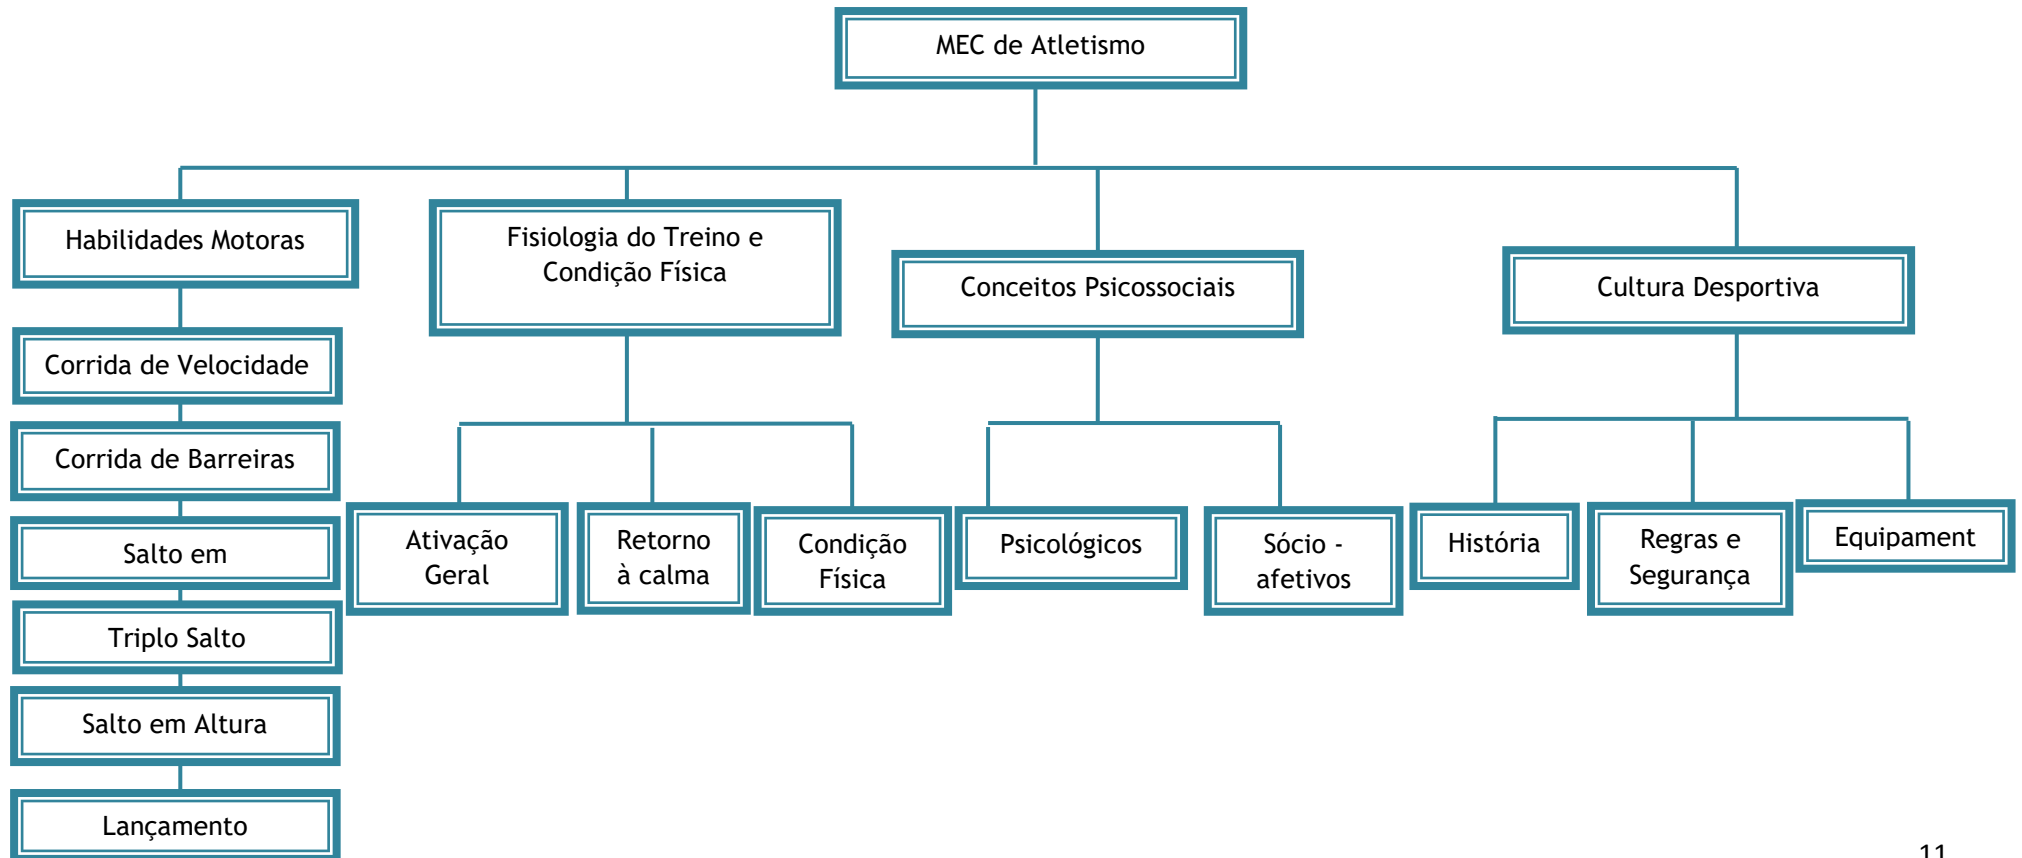 MEC de Atletismo
Habilidades Motoras
Fisiologia do Treino e
Condição Física
Conceitos Psicossociais
Cultura Desportiva
Corrida de Velocidade
Corrida de Barreiras
Salto em
Triplo Salto
Salto em Altura
Lançamento
Ativação
Geral
Retorno
à calma
Condição
Física
Psicológicos
Sócio -
afetivos
História
Regras e
Segurança
Equipament
11